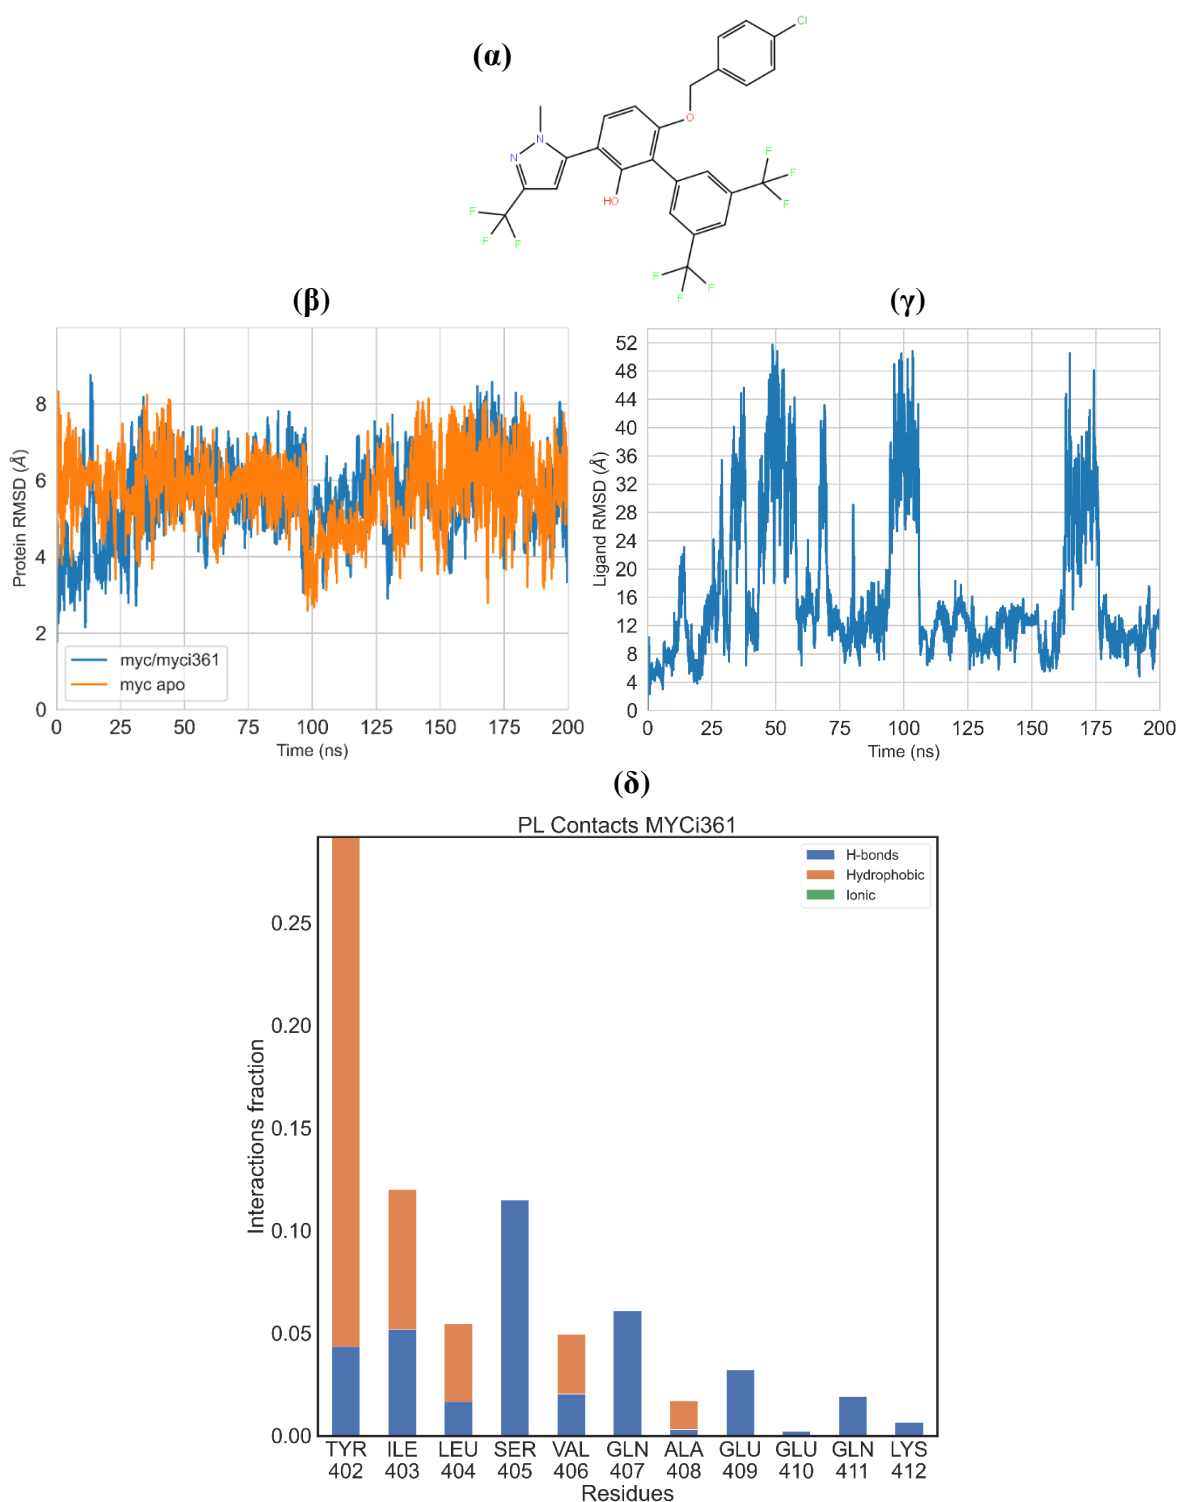 (α)
Cl
O
N
N
HO
F
F
F
F
F
F
F
F
F
(β)
(γ)
Protein RMSD (Å)
8
6
4
2
0
myc/myci361
myc apo
0 25 50 75 100 125 150 175 200
Time (ns)
Ligand RMSD (Å)
52
48
44
40
36
32
28
24
20
16
12
8
4
0
0 25 50 75 100 125 150 175 200
Time (ns)
(δ)
PL Contacts MYCi361
H-bonds
Hydrophobic
Ionic
Interactions fraction
0.25
0.20
0.15
0.10
0.05
0.00
TYR ILE LEU SER VAL GLN ALA GLU GLU GLN LYS
402 403 404 405 406 407 408 409 410 411 412
Residues